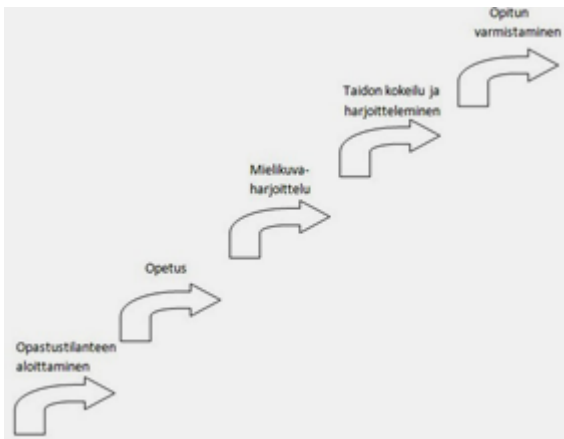 Opitun
varmistaminen
Taidon kokeilu ja
harjoitteleminen
Mielikuva-
harjoittelu
Opetus
Opastustilanteen
aloittaminen